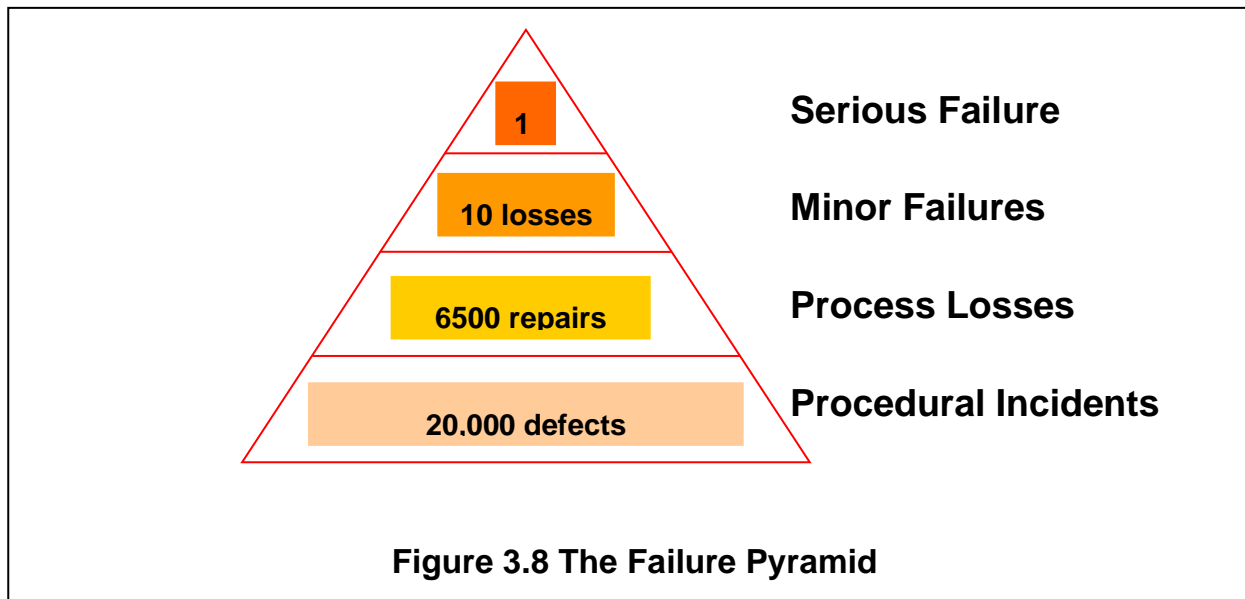 1
Serious Failure
10 losses
Minor Failures
6500 repairs
Process Losses
20,000 defects
Procedural Incidents
Figure 3.8 The Failure Pyramid